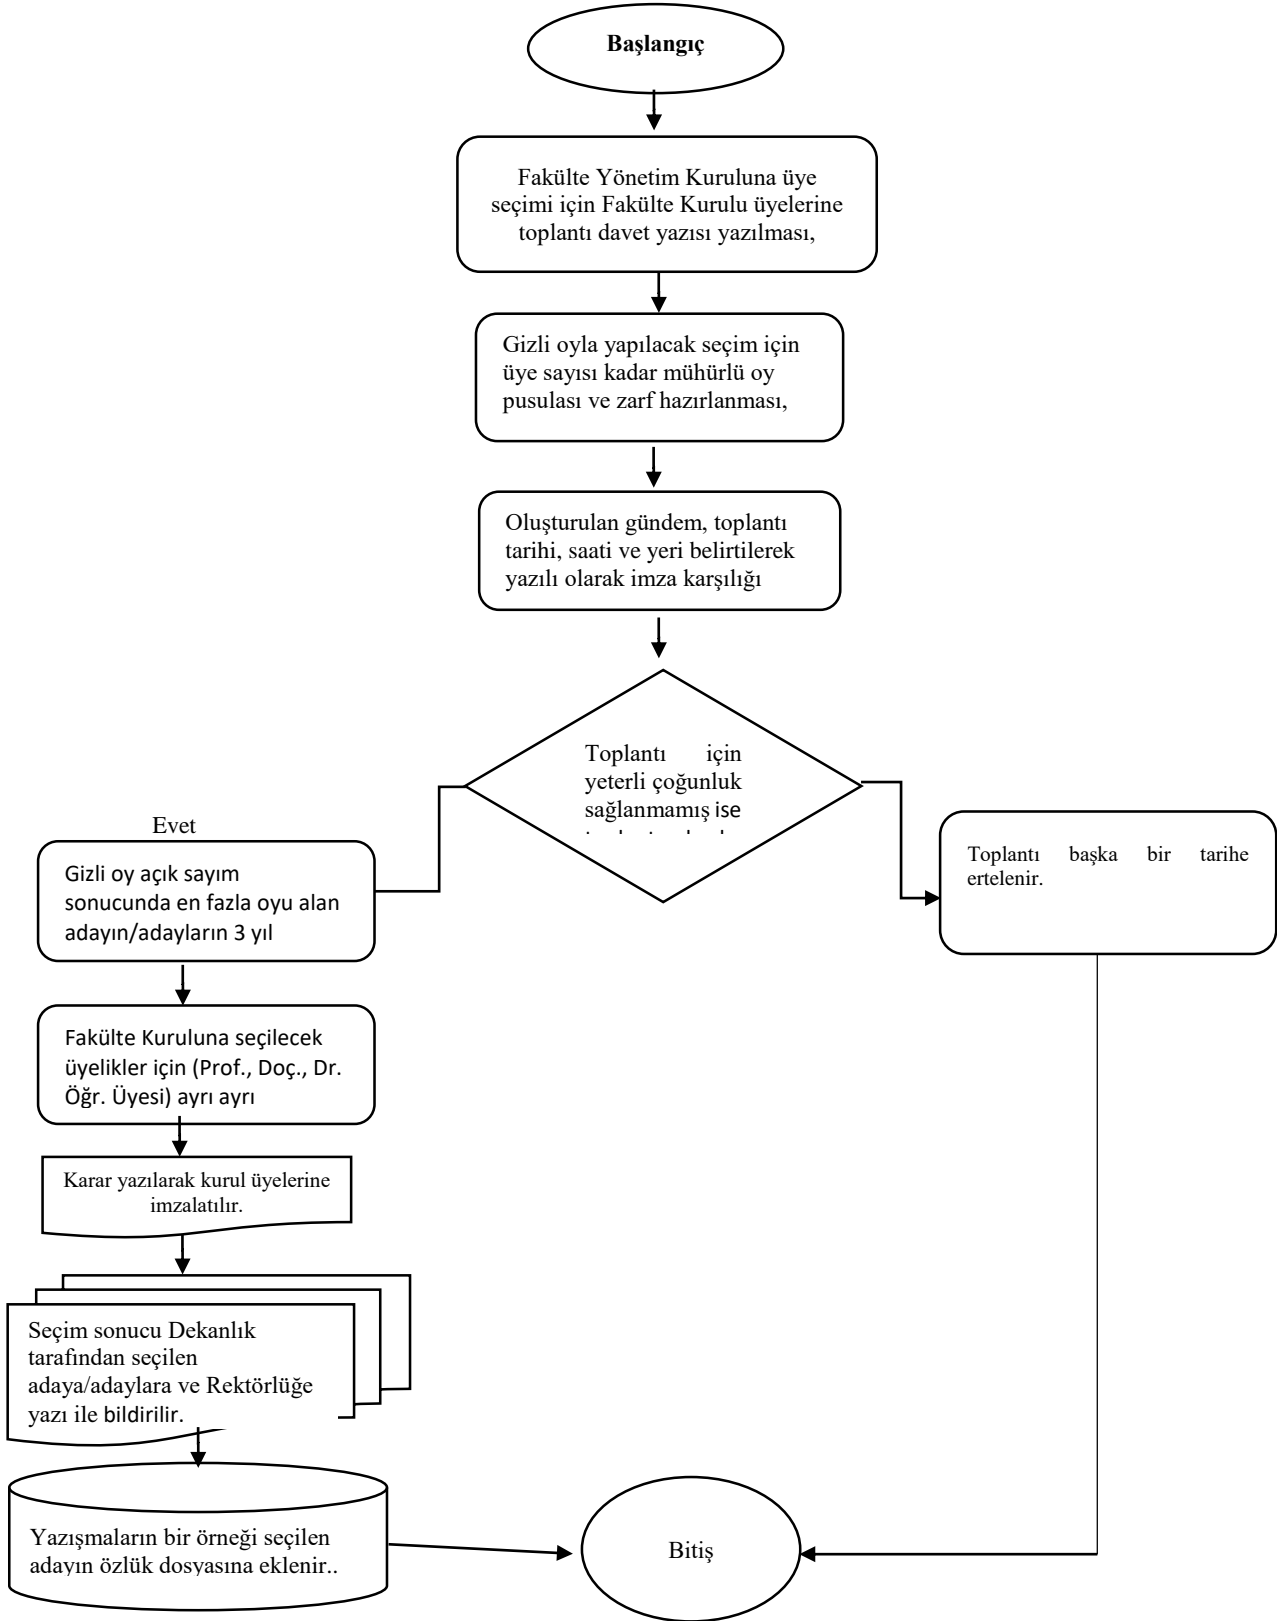 Başlangıç
Fakülte Yönetim Kuruluna üye
seçimi için Fakülte Kurulu üyelerine
toplantı davet yazısı yazılması,
Gizli oyla yapılacak seçim için
üye sayısı kadar mühürlü oy
pusulası ve zarf hazırlanması,
Oluşturulan gündem, toplantı
tarihi, saati ve yeri belirtilerek
yazılı olarak imza karşılığı
Toplantı için
yeterli çoğunluk
sağlanmamış ise
Evet
Gizli oy açık sayım
sonucunda en fazla oyu alan
adayın/adayların 3 yıl
Toplantı başka bir tarihe
ertelenir.
Fakülte Kuruluna seçilecek
üyelikler için (Prof., Doç., Dr.
Öğr. Üyesi) ayrı ayrı
Karar yazılarak kurul üyelerine
imzalatılır.
Seçim sonucu Dekanlık
tarafından seçilen
adaya/adaylara ve Rektörlüğe
yazı ile bildirilir.
Yazışmaların bir örneği seçilen
adayın özlük dosyasına eklenir..
Bitiş